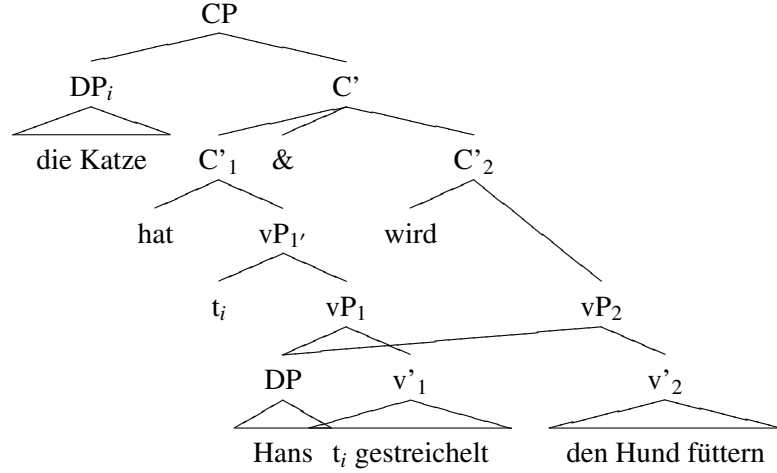 CP
DPᵢ C’
die Katze C’₁ & C’₂
hat vP₁′ wird
tᵢ vP₁ vP₂
DP v’₁ v’₂
Hans tᵢ gestreichelt den Hund füttern